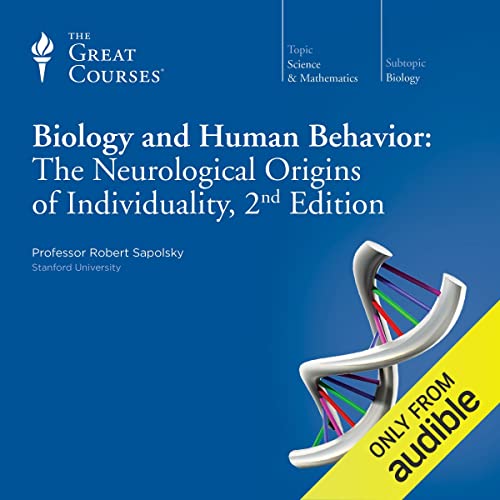 THE
GREAT
COURSES®
Topic
Science
& Mathematics
Subtopic
Biology
Biology and Human Behavior:
The Neurological Origins
of Individuality, 2nd Edition
Professor Robert Sapolsky
Stanford University
ONLY FROM
audible